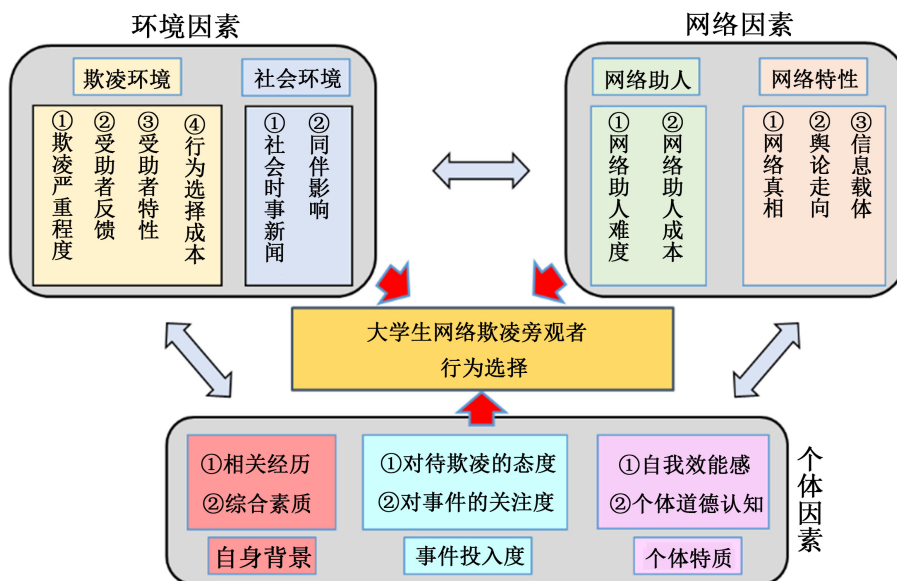 环境因素
欺凌环境
①欺凌严重程度
②受助者反馈
③受助者特性
④行为选择成本
社会环境
①社会时事新闻
②同伴影响
网络因素
网络助人
①网络助人难度
②网络助人成本
网络特性
①网络真相
②舆论走向
③信息载体
大学生网络欺凌旁观者
行为选择
①相关经历
②综合素质
自身背景
①对待欺凌的态度
②对事件的关注度
事件投入度
①自我效能感
②个体道德认知
个体特质
个体因素